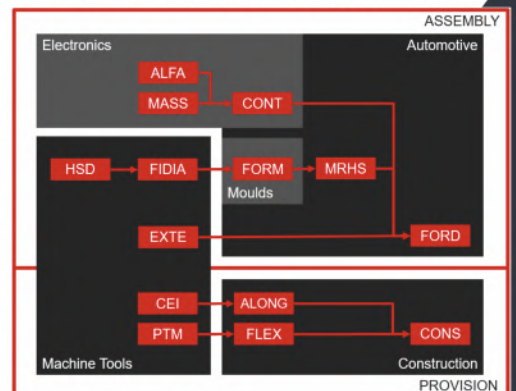 ASSEMBLY
Electronics
Automotive
ALFA
MASS
CONT
HSD
FIDIA
FORM
MRHS
Moulds
EXTE
FORD
CEI
ALONG
PTM
FLEX
CONS
Machine Tools
Construction
PROVISION